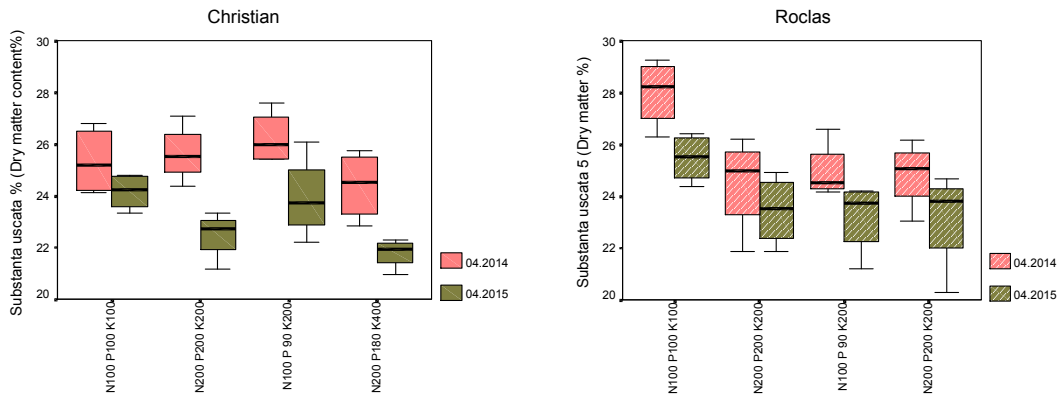 Christian
Substanta uscata % (Dry matter content%)
30
28
26
24
22
20
N100 P100 K100
N200 P200 K200
N100 P 90 K200
N200 P180 K400
04.2014
04.2015
Roclas
Substanta uscata 5 (Dry matter %)
30
28
26
24
22
20
N100 P100 K100
N200 P200 K200
N100 P 90 K200
N200 P200 K200
04.2014
04.2015